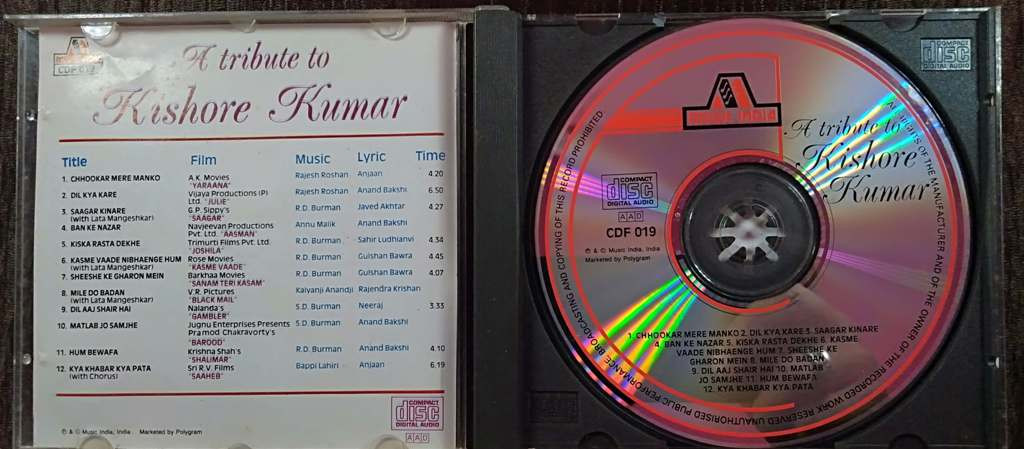 CDF 019
A tribute to
Kishore Kumar
Title Film Music Lyric Time
1. CHHOOKAR MERE MANKO A.K. Movies Rajesh Roshan Anjaan 4.20
"YARAANA"
2. DIL KYA KARE Vijaya Productions (P) Rajesh Roshan Anand Bakshi 6.50
Ltd. "JULIE"
3. SAAGAR KINARE G.P. Sippy's R.D. Burman Javed Akhtar 4.27
(with Lata Mangeshkar) "SAAGAR"
4. BAN KE NAZAR Navjeevan Productions Annu Malik Anand Bakshi
Pvt. Ltd. "AASMAN"
5. KISKA RASTA DEKHE Trimurti Films Pvt. Ltd. R.D. Burman Sahir Ludhianvi 4.34
"JOSHILA"
6. KASME VAADE NIBHAENGE HUM Rose Movies R.D. Burman Gulshan Bawra 4.45
(with Lata Mangeshkar) "KASME VAADE"
7. SHEESHE KE GHARON MEIN Barkhaa Movies R.D. Burman Gulshan Bawra 4.07
"SANAM TERI KASAM"
8. MILE DO BADAN V.R. Pictures Kalyanji Anandji Rajendra Krishan
(with Lata Mangeshkar) "BLACK MAIL"
9. DIL AAJ SHAIR HAI Nalanda's S.D. Burman Neeraj 3.33
"GAMBLER"
10. MATLAB JO SAMJHE Jugnu Enterprises Presents S.D. Burman Anand Bakshi
Pramod Chakravorty's
"BAROOD"
11. HUM BEWAFA Krishna Shah's R.D. Burman Anand Bakshi 4.10
"SHALIMAR"
12. KYA KHABAR KYA PATA Sri R.V. Films Bappi Lahiri Anjaan 6.19
(with Chorus) "SAAHEB"
COMPACT
disc
DIGITAL AUDIO
AAD
℗ & © Music India, India. Marketed by Polygram
COMPACT
disc
DIGITAL AUDIO
MUSIC INDIA
A tribute to
Kishore
Kumar
COMPACT
disc
DIGITAL AUDIO
AAD
CDF 019
℗ & © Music India, India
Marketed by Polygram
1. CHHOOKAR MERE MANKO 2. DIL KYA KARE 3. SAAGAR KINARE
4. BAN KE NAZAR 5. KISKA RASTA DEKHE 6. KASME
VAADE NIBHAENGE HUM 7. SHEESHE KE
GHARON MEIN 8. MILE DO BADAN
9. DIL AAJ SHAIR HAI 10. MATLAB
JO SAMJHE 11. HUM BEWAFA
12. KYA KHABAR KYA PATA
ALL RIGHTS OF THE MANUFACTURER AND OF THE OWNER OF THE RECORDED WORK RESERVED UNAUTHORISED PUBLIC PERFORMANCE BROADCASTING AND COPYING OF THIS RECORD PROHIBITED